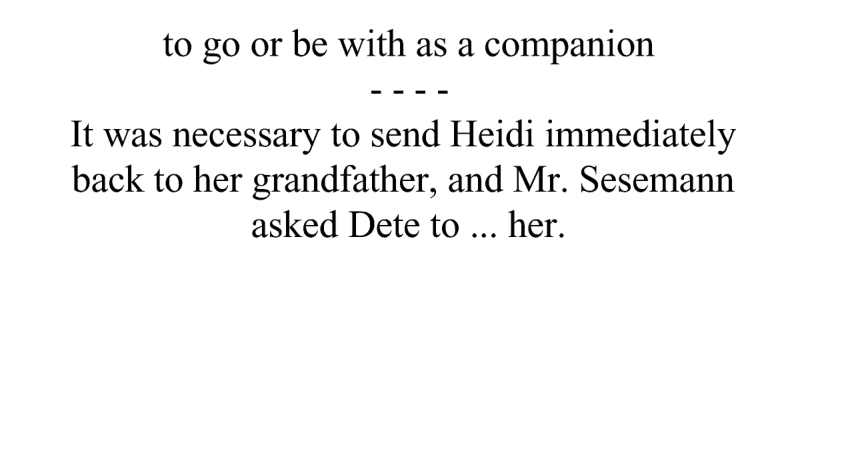 to go or be with as a companion
- - - -
It was necessary to send Heidi immediately
back to her grandfather, and Mr. Sesemann
asked Dete to ... her.